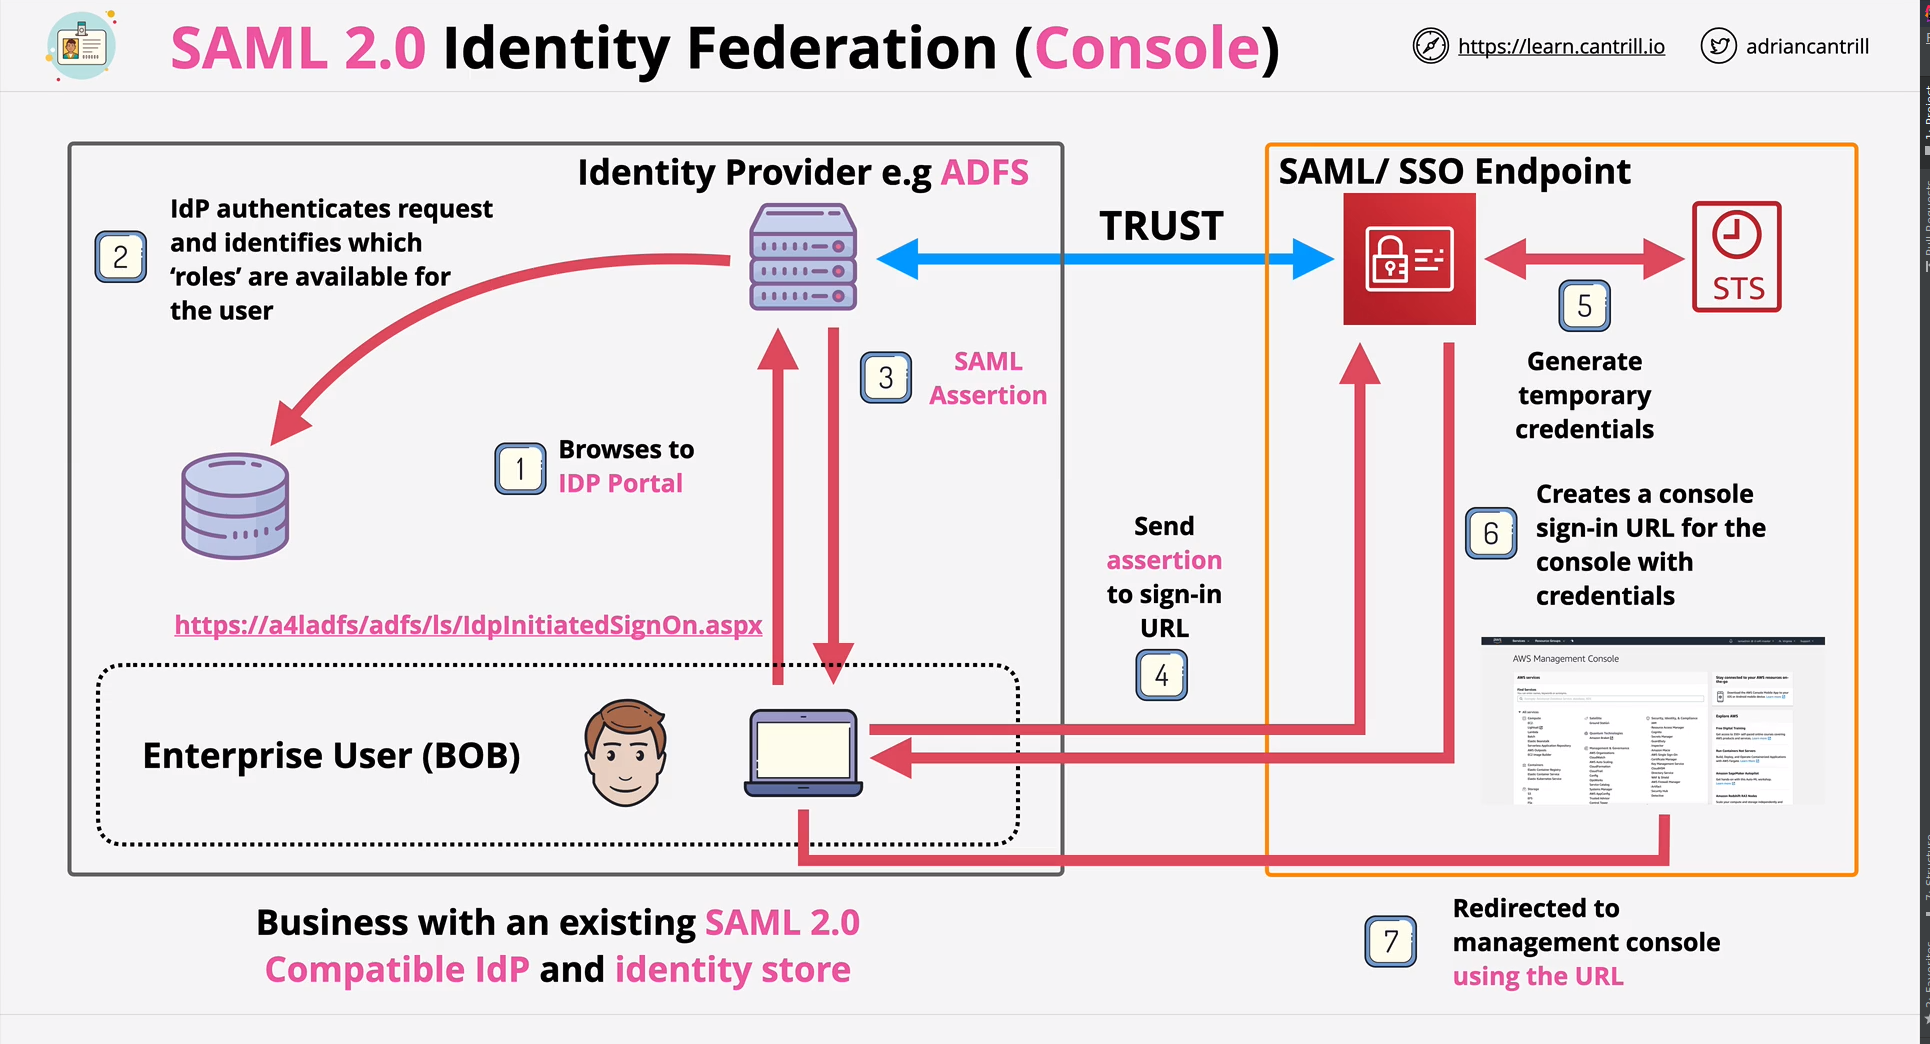 SAML 2.0 Identity Federation (Console)
https://learn.cantrill.io
adriancantrill
Identity Provider e.g ADFS
SAML/ SSO Endpoint
2
IdP authenticates request
and identifies which
‘roles’ are available for
the user
TRUST
STS
5
Generate
temporary
credentials
3
SAML
Assertion
1
Browses to
IDP Portal
Send
assertion
to sign-in
URL
4
6
Creates a console
sign-in URL for the
console with
credentials
https://a4ladfs/adfs/ls/IdpInitiatedSignOn.aspx
AWS Management Console
AWS services
Explore AWS
Enterprise User (BOB)
Business with an existing SAML 2.0
Compatible IdP and identity store
7
Redirected to
management console
using the URL